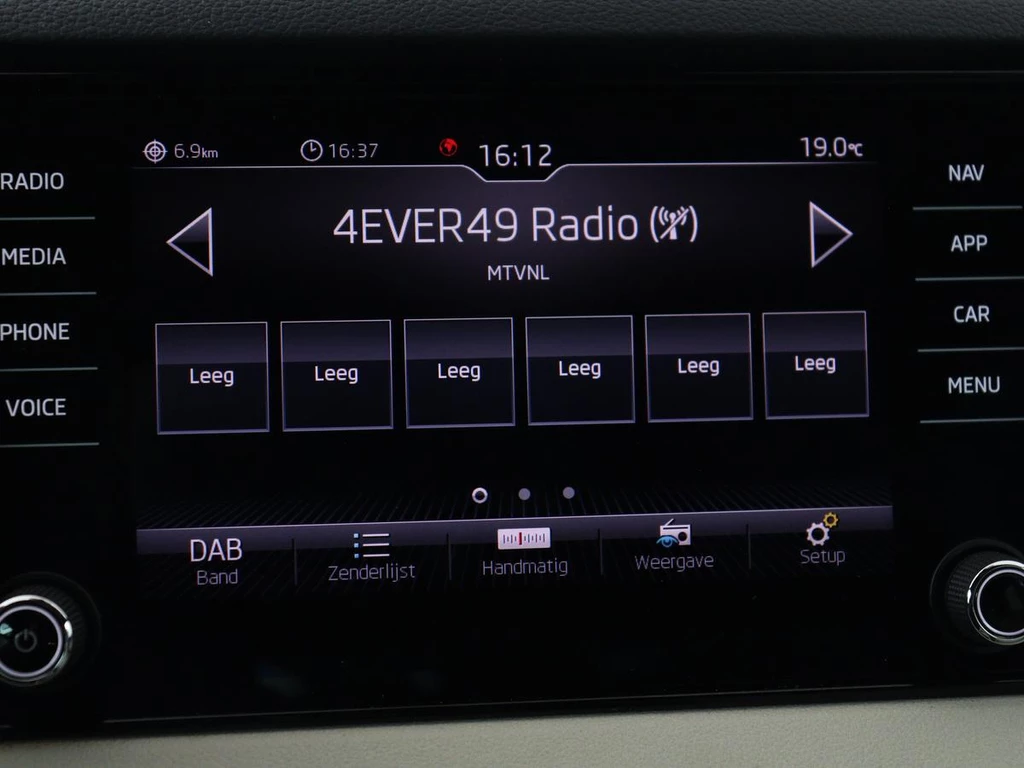 6.9km 16:37 16:12 19.0°C
RADIO
MEDIA
PHONE
VOICE
4EVER49 Radio
MTVNL
Leeg Leeg Leeg Leeg Leeg Leeg
DAB
Band Zenderlijst Handmatig Weergave Setup
NAV
APP
CAR
MENU